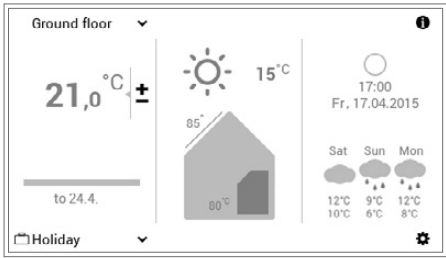 Ground floor
21,0°C ±
to 24.4.
Holiday
15°C
85°
80°C
17:00
Fr, 17.04.2015
Sat Sun Mon
12°C 9°C 12°C
10°C 6°C 8°C